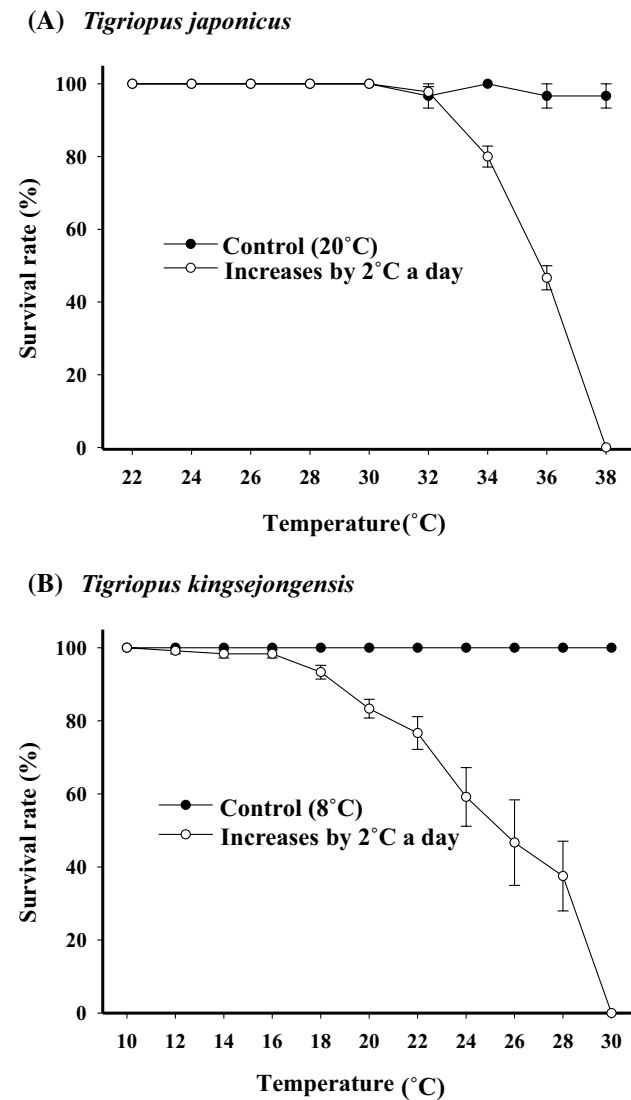 (A) Tigriopus japonicus
100
80
60
40
20
0
Survival rate (%)
Control (20˚C)
Increases by 2˚C a day
22 24 26 28 30 32 34 36 38
Temperature(˚C)
(B) Tigriopus kingsejongensis
100
80
60
40
20
0
Survival rate (%)
Control (8˚C)
Increases by 2˚C a day
10 12 14 16 18 20 22 24 26 28 30
Temperature (˚C)